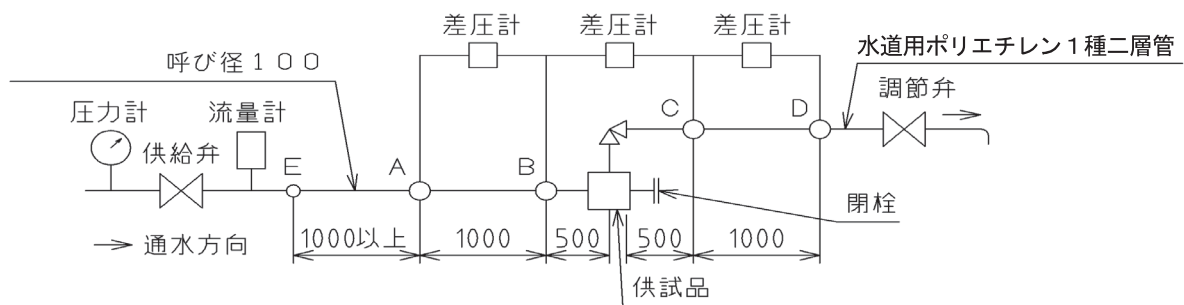 差圧計 差圧計 差圧計
呼び径１００
水道用ポリエチレン１種二層管
調節弁
圧力計 流量計
供給弁
C D
E A B
閉栓
通水方向
1000以上 1000 500 500 1000
供試品